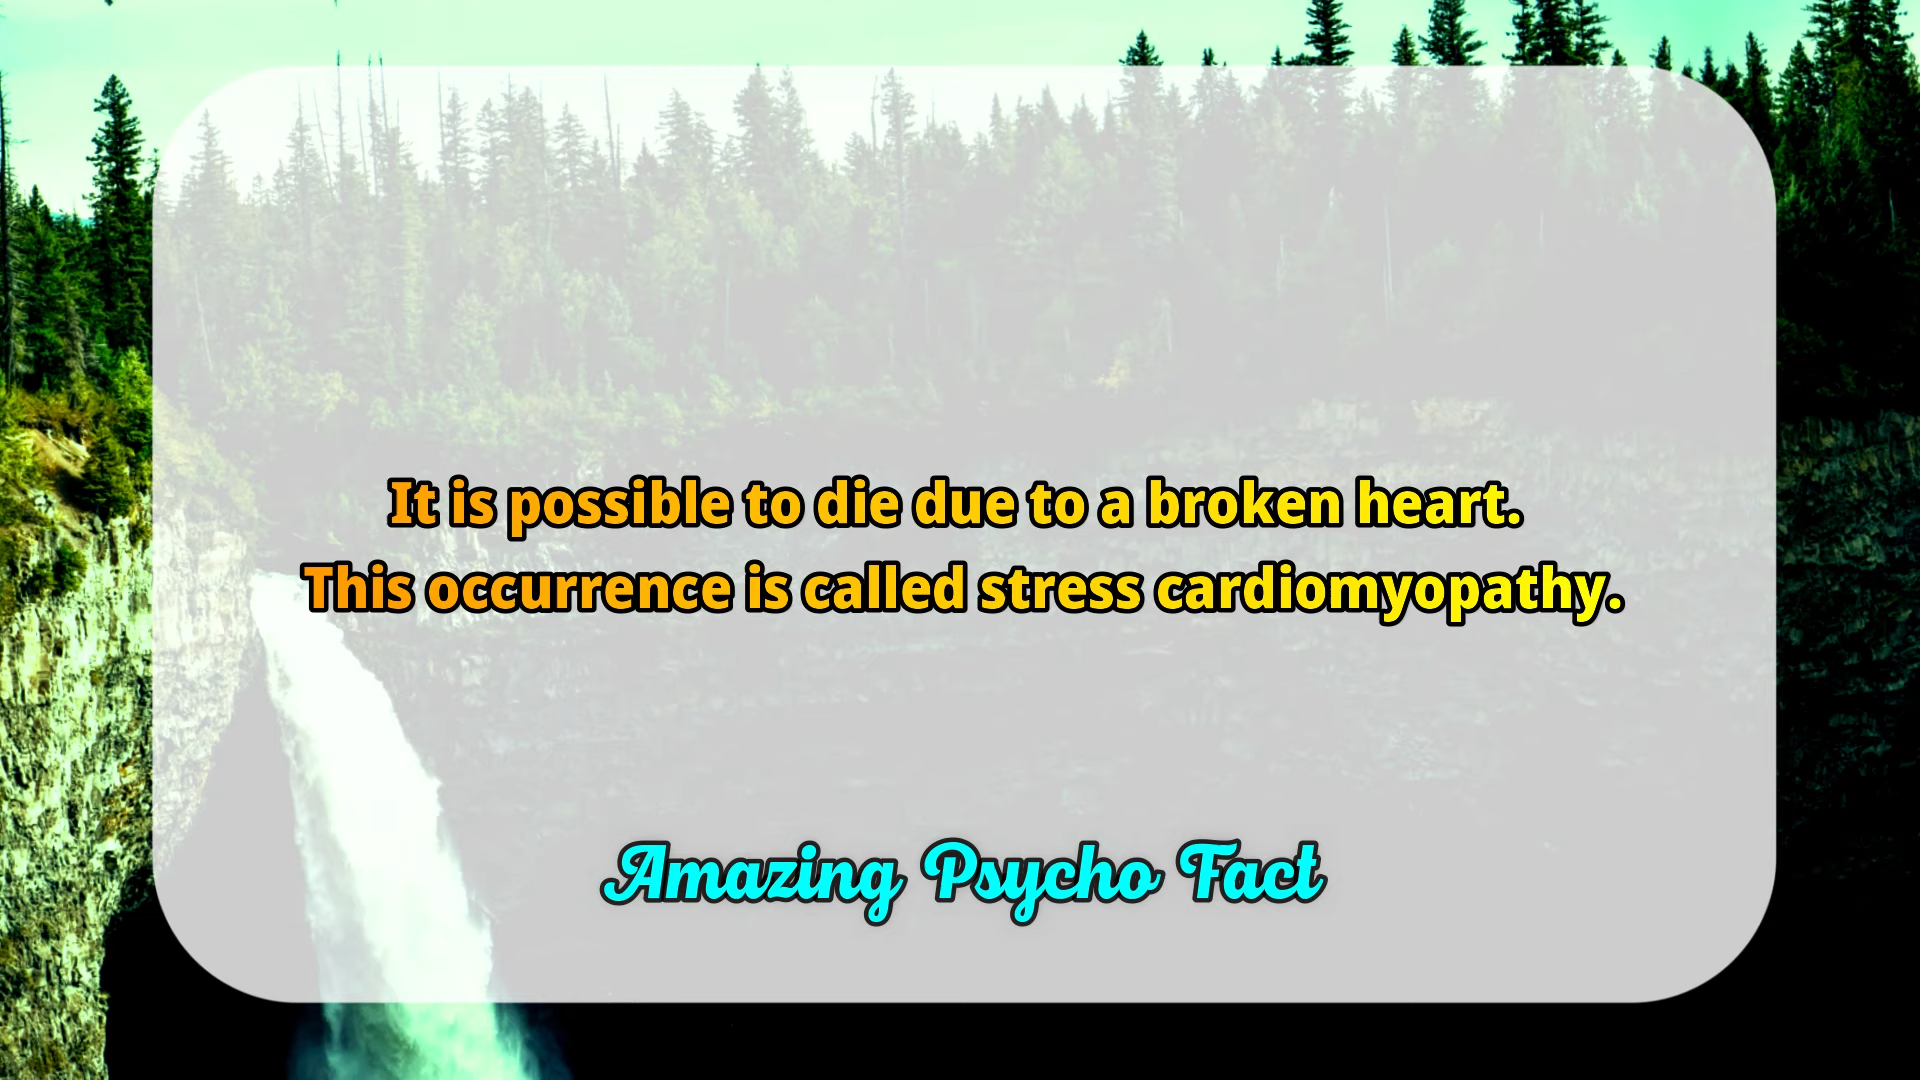 It is possible to die due to a broken heart.
This occurrence is called stress cardiomyopathy.
Amazing Psycho Fact